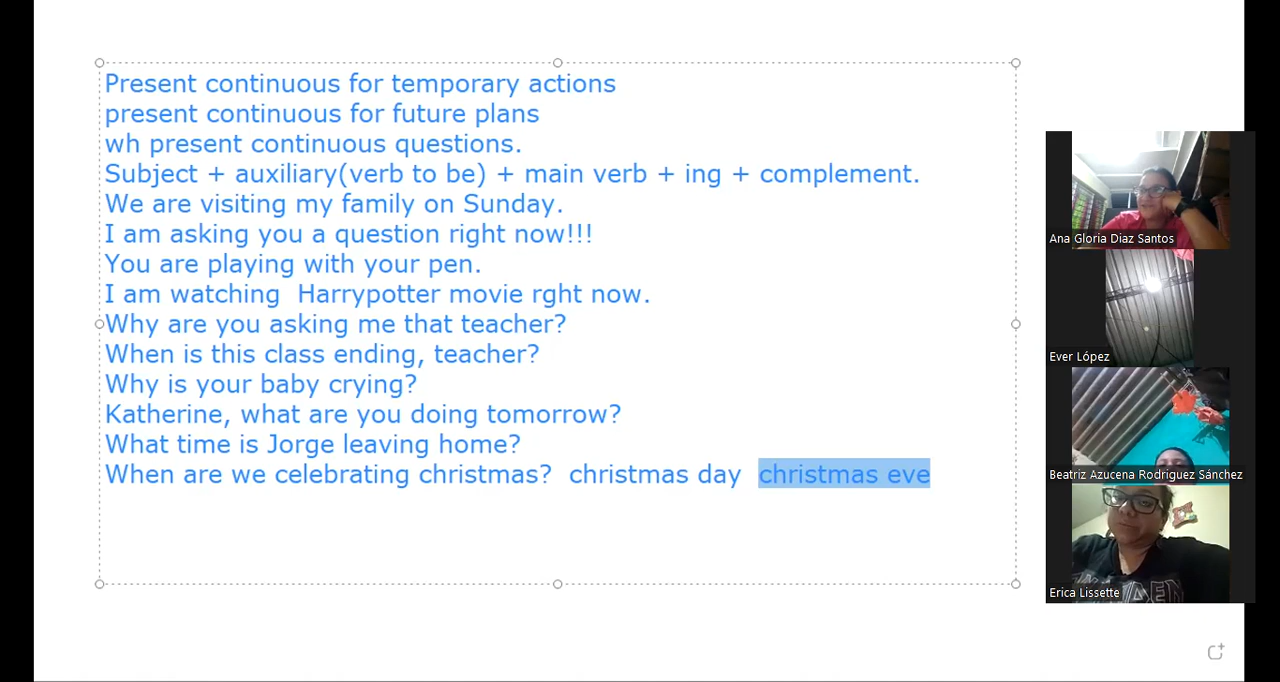 Present continuous for temporary actions
present continuous for future plans
wh present continuous questions.
Subject + auxiliary(verb to be) + main verb + ing + complement.
We are visiting my family on Sunday.
I am asking you a question right now!!!
You are playing with your pen.
I am watching  Harrypotter movie rght now.
Why are you asking me that teacher?
When is this class ending, teacher?
Why is your baby crying?
Katherine, what are you doing tomorrow?
What time is Jorge leaving home?
When are we celebrating christmas?  christmas day  christmas eve
Ana Gloria Diaz Santos
Ever López
Beatriz Azucena Rodriguez Sánchez
Erica Lissette